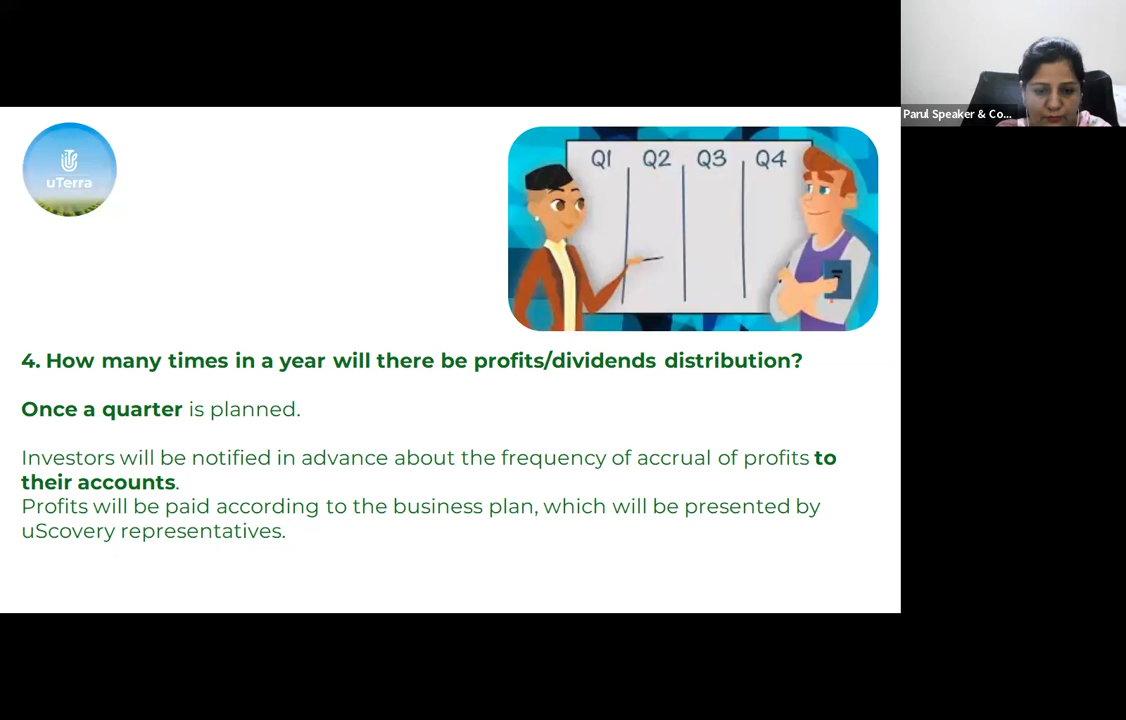 Parul Speaker & Co...
uTerra
Q1 Q2 Q3 Q4
4. How many times in a year will there be profits/dividends distribution?
Once a quarter is planned.
Investors will be notified in advance about the frequency of accrual of profits to
their accounts.
Profits will be paid according to the business plan, which will be presented by
uScovery representatives.